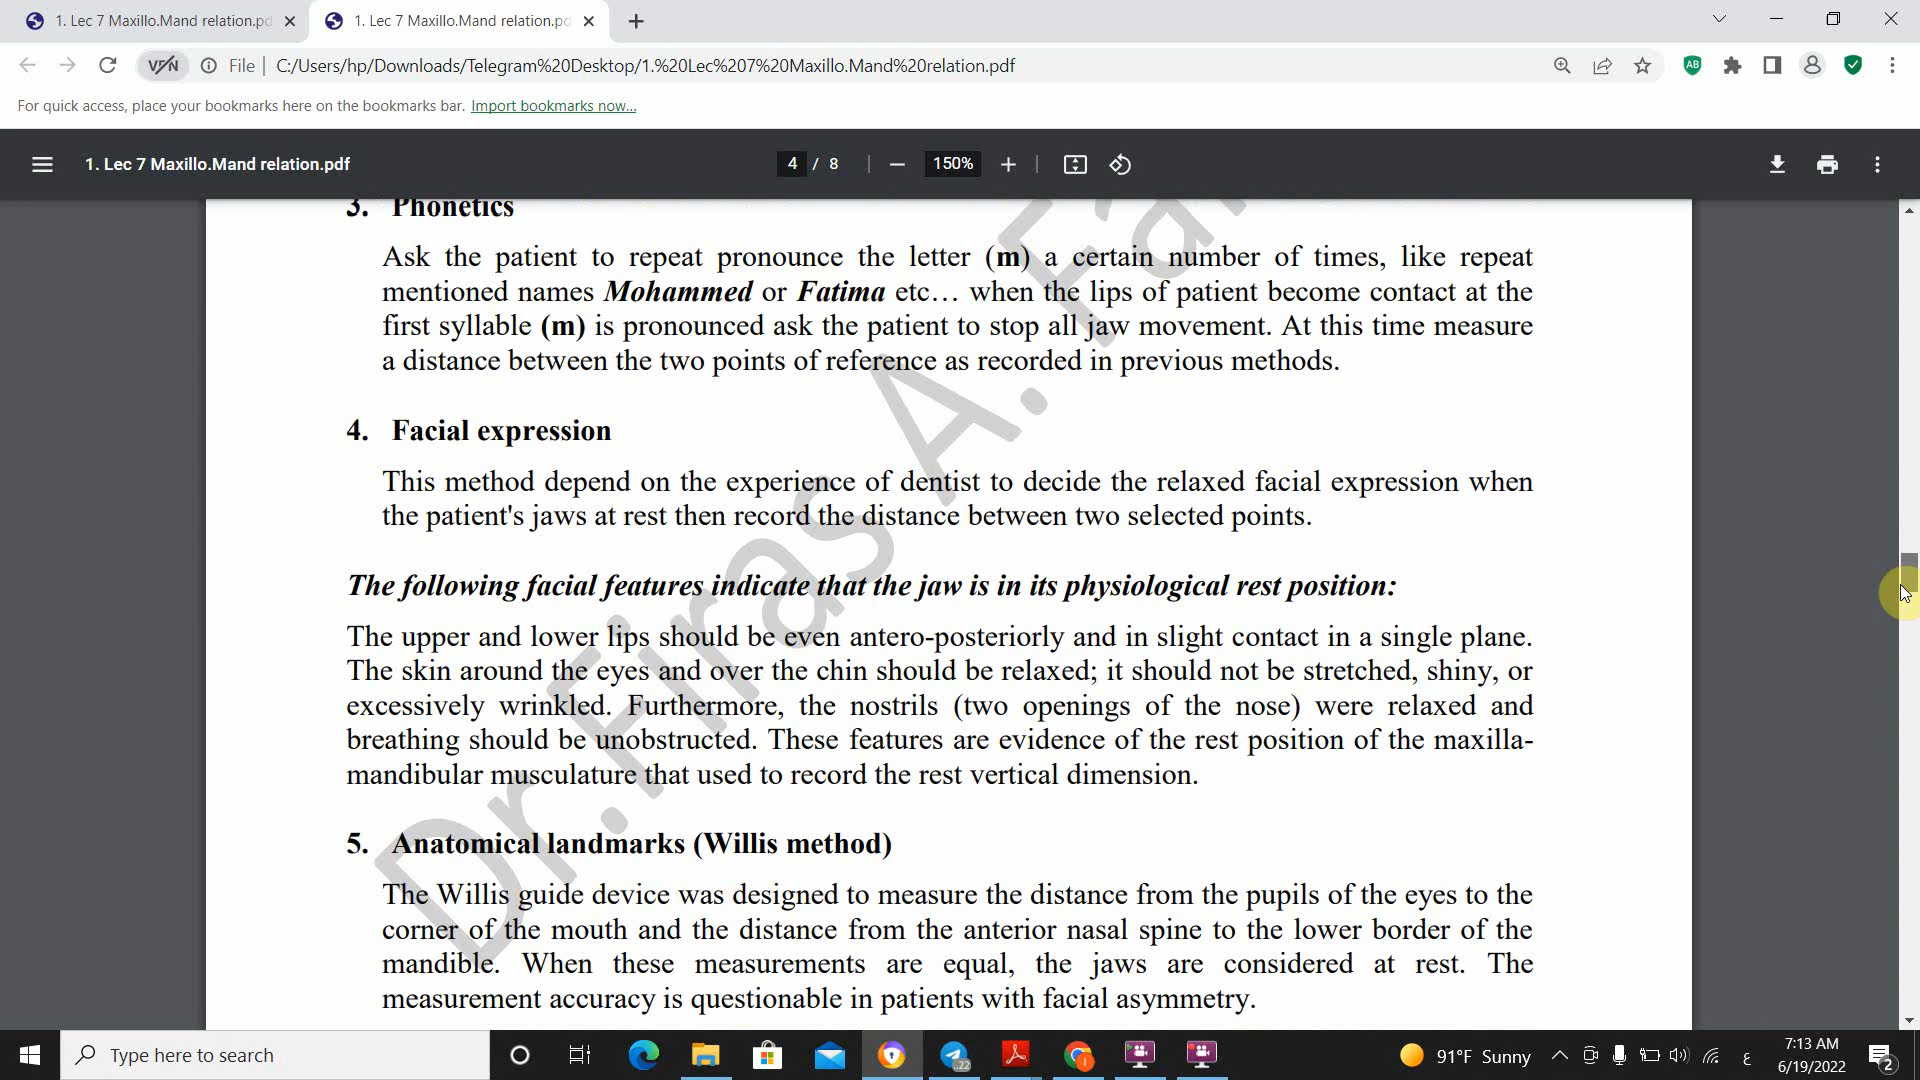 1. Lec 7 Maxillo.Mand relation.pd
1. Lec 7 Maxillo.Mand relation.pd
VPN
File
C:/Users/hp/Downloads/Telegram%20Desktop/1.%20Lec%207%20Maxillo.Mand%20relation.pdf
AB
For quick access, place your bookmarks here on the bookmarks bar. Import bookmarks now...
1. Lec 7 Maxillo.Mand relation.pdf
4 / 8
150%
3. Phonetics
Ask the patient to repeat pronounce the letter (m) a certain number of times, like repeat
mentioned names Mohammed or Fatima etc… when the lips of patient become contact at the
first syllable (m) is pronounced ask the patient to stop all jaw movement. At this time measure
a distance between the two points of reference as recorded in previous methods.
4. Facial expression
This method depend on the experience of dentist to decide the relaxed facial expression when
the patient's jaws at rest then record the distance between two selected points.
The following facial features indicate that the jaw is in its physiological rest position:
The upper and lower lips should be even antero-posteriorly and in slight contact in a single plane.
The skin around the eyes and over the chin should be relaxed; it should not be stretched, shiny, or
excessively wrinkled. Furthermore, the nostrils (two openings of the nose) were relaxed and
breathing should be unobstructed. These features are evidence of the rest position of the maxilla-
mandibular musculature that used to record the rest vertical dimension.
5. Anatomical landmarks (Willis method)
The Willis guide device was designed to measure the distance from the pupils of the eyes to the
corner of the mouth and the distance from the anterior nasal spine to the lower border of the
mandible. When these measurements are equal, the jaws are considered at rest. The
measurement accuracy is questionable in patients with facial asymmetry.
Dr.Firas A. Fa
Type here to search
22
91°F Sunny
ع
7:13 AM
6/19/2022
2